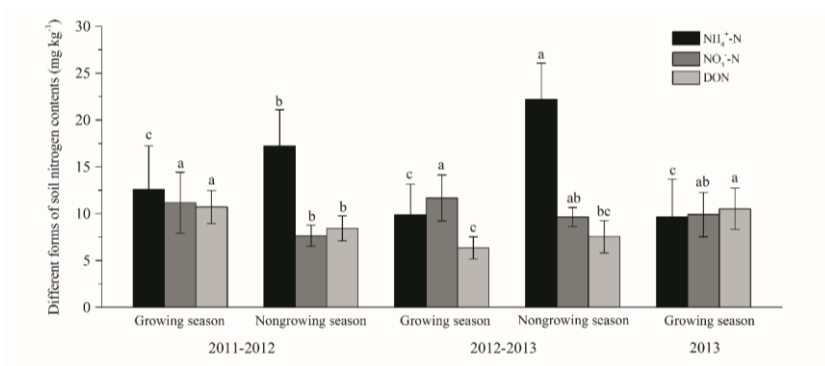 Different forms of soil nitrogen contents (mg kg⁻¹)
30
25
20
15
10
5
0
NH₄⁺-N
NO₃⁻-N
DON
c
a
a
b
b
b
c
a
c
a
ab
bc
c
ab
a
Growing season
Nongrowing season
Growing season
Nongrowing season
Growing season
2011-2012
2012-2013
2013